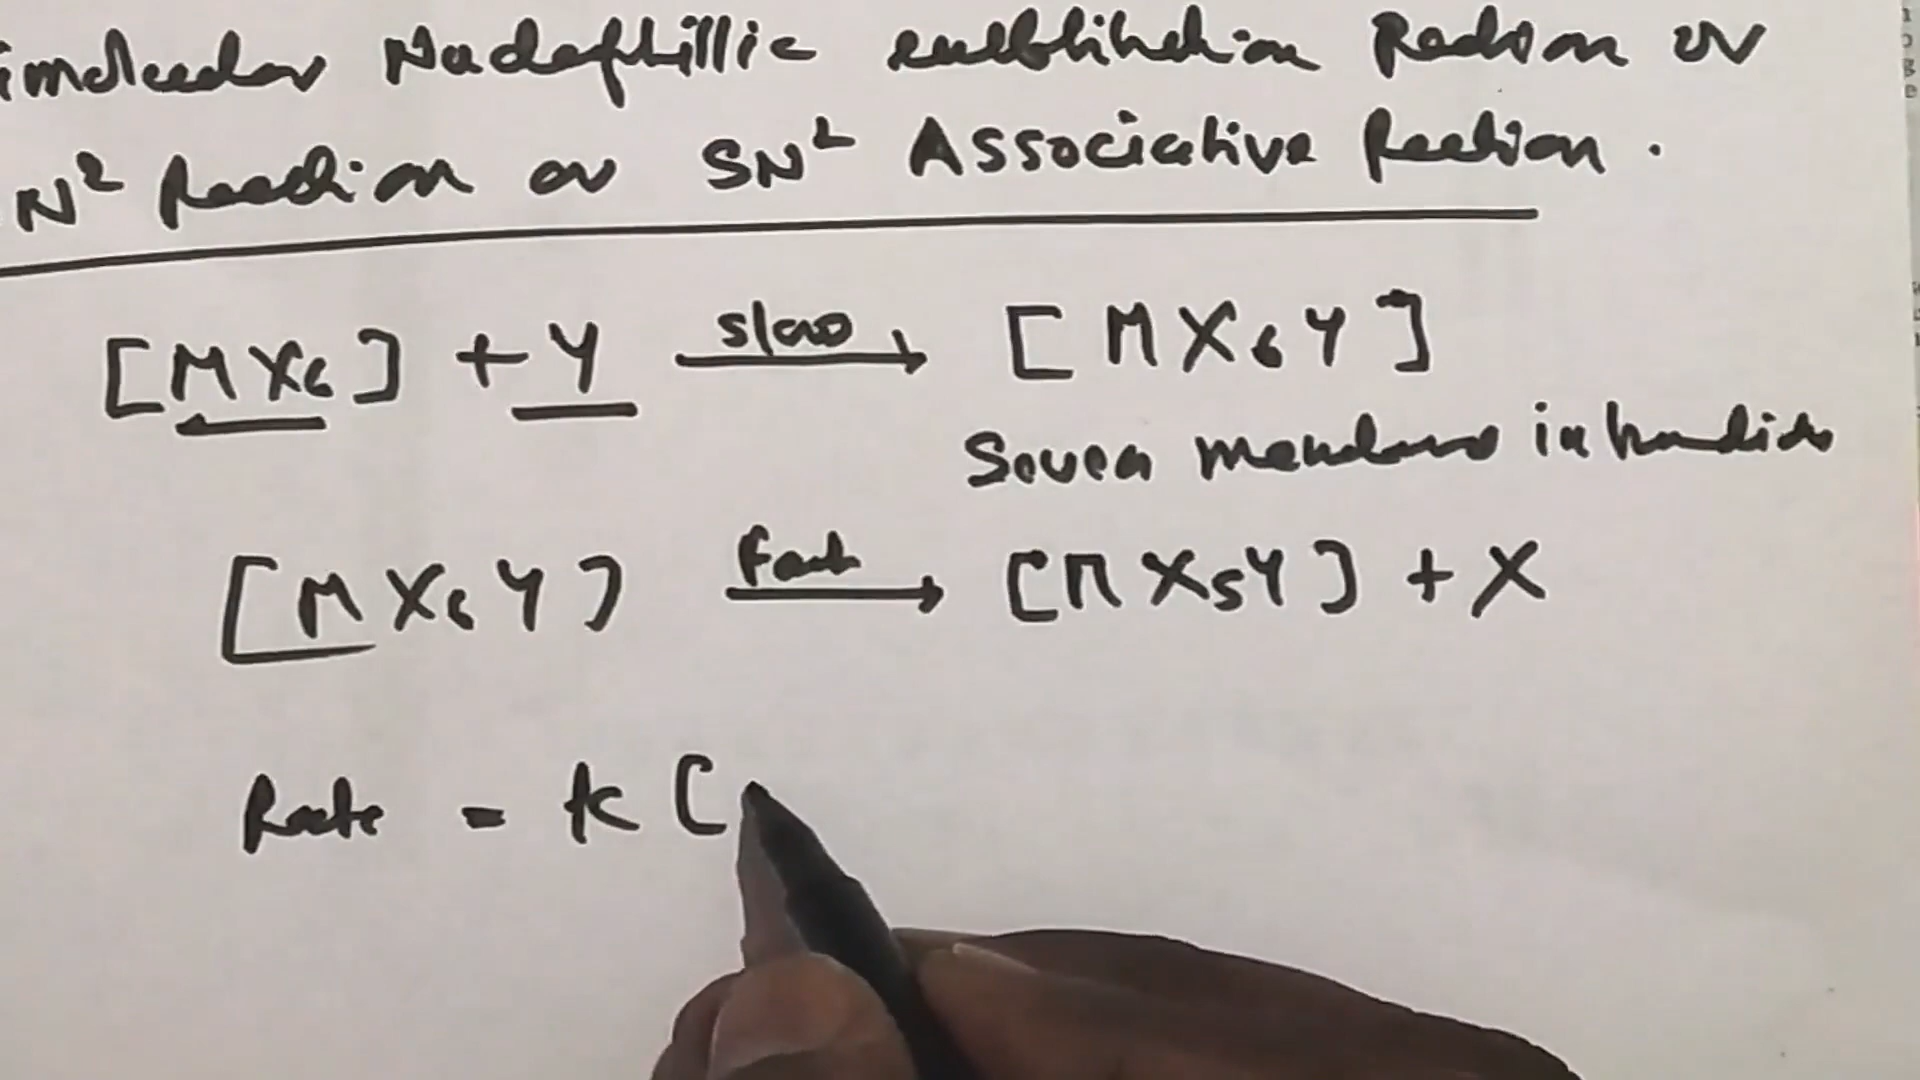 imolecular Nucleophillic substitution Reaction or
N² Reaction or SN² Associative Reaction.
[MX₆] + Y slow → [MX₆Y]
Seven membered intermediate
[MX₆Y] fast → [MX₅Y] + X
Rate = k [